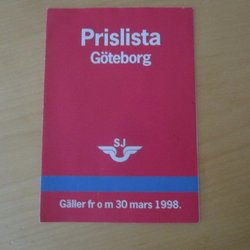 Prislista
Göteborg
SJ
Gäller fr o m 30 mars 1998.